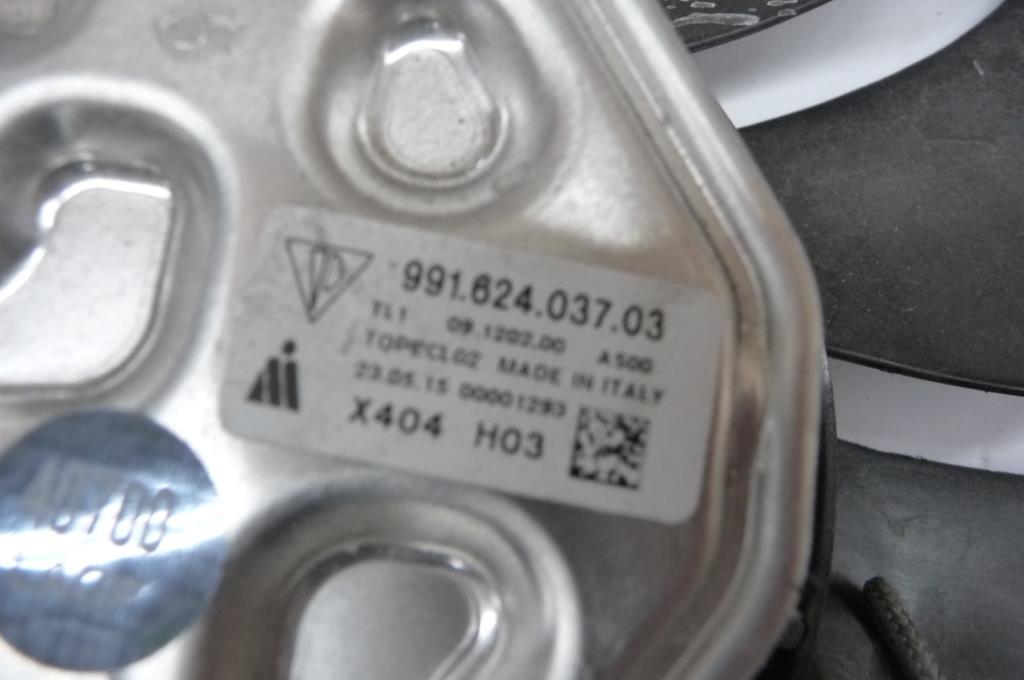 991.624.037.03
TL1 09.1202.00 A500
TOPECL02 MADE IN ITALY
23.05.15 00001293
X404 H03